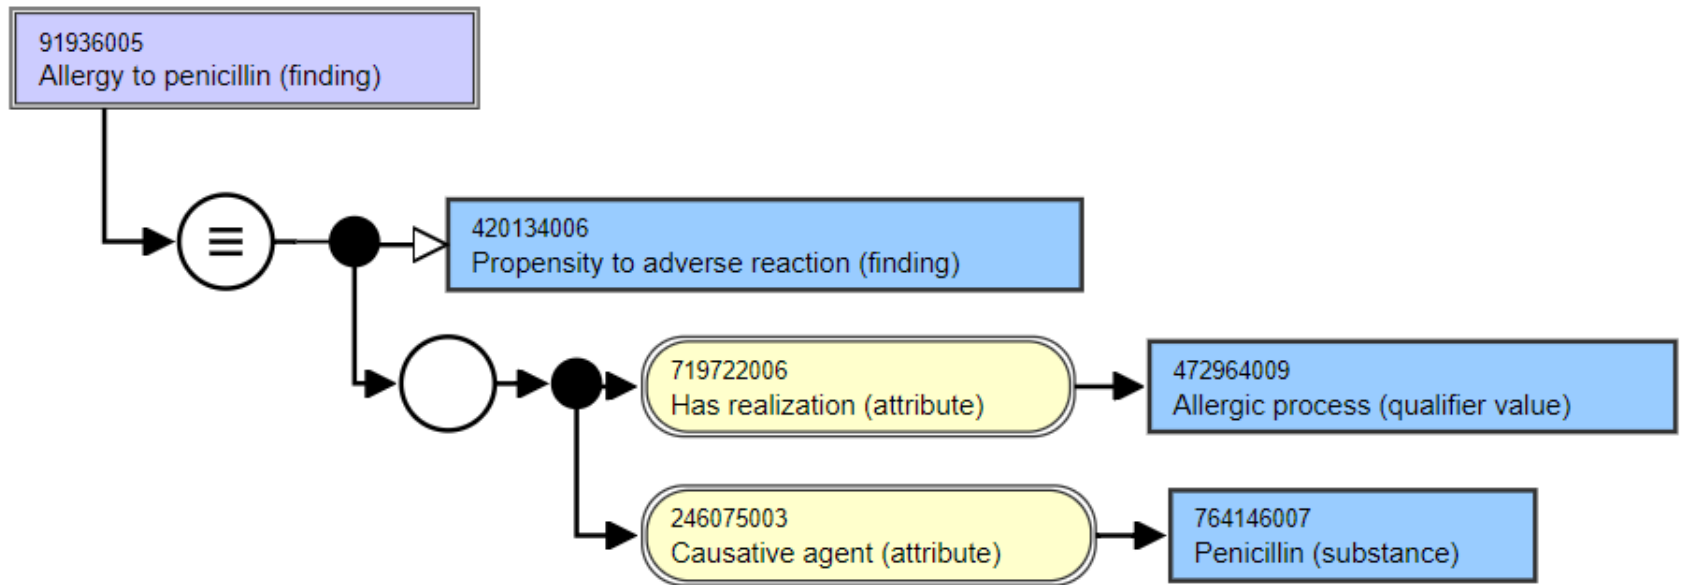 91936005
Allergy to penicillin (finding)
420134006
Propensity to adverse reaction (finding)
719722006
Has realization (attribute)
472964009
Allergic process (qualifier value)
246075003
Causative agent (attribute)
764146007
Penicillin (substance)